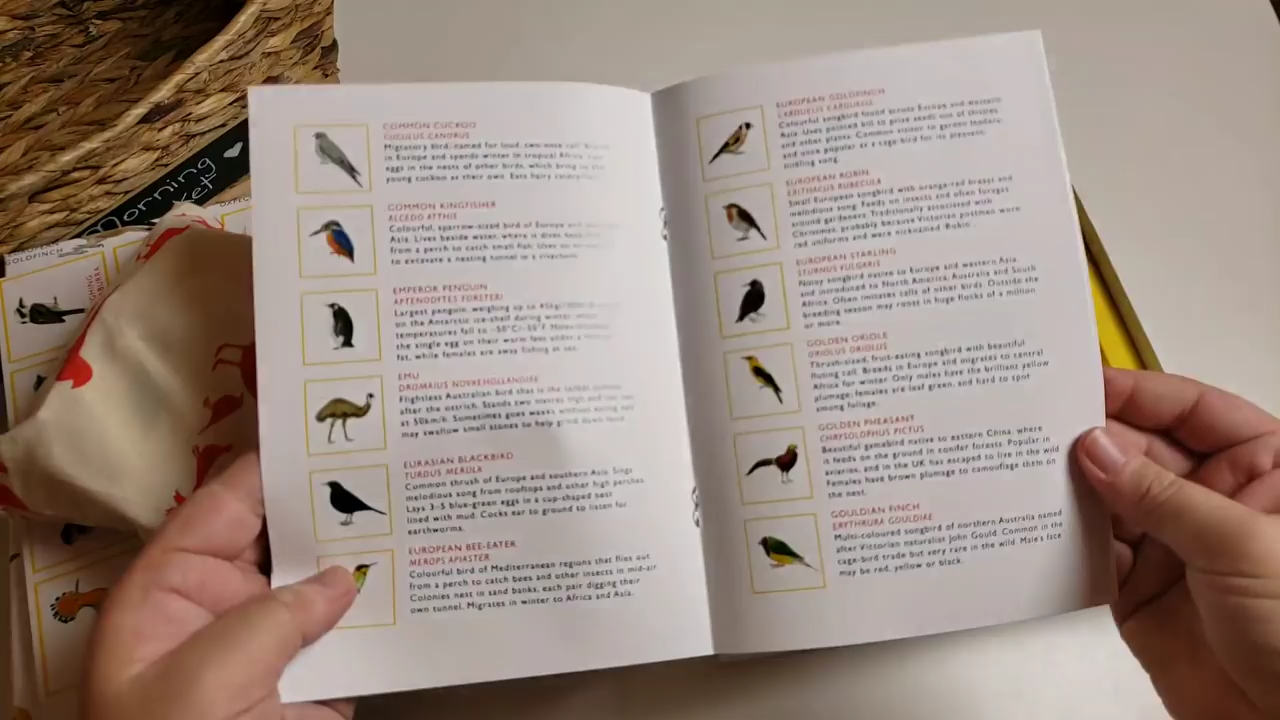 Morning
GOLDFINCH
COMMON CUCKOO
CUCULUS CANORUS
Migratory bird, named for loud, two-note call. Breeds
in Europe and spends winter in tropical Africa.
eggs in the nests of other birds, which bring up the
young cuckoo as their own. Eats hairy
COMMON KINGFISHER
ALCEDO ATTHIS
Colourful, sparrow-sized bird of Europe and
Asia. Lives beside water, where it dives
from a perch to catch small fish. Uses
to excavate a nesting tunnel in a riverbank.
EMPEROR PENGUIN
APTENODYTES FORSTERI
Largest penguin, weighing up to 45kg
on the Antarctic ice-shelf during winter when
temperatures fall to -50°C/-58°F. Males
the single egg on their warm feet under a
fat, while females are away fishing at sea.
EMU
DROMAIUS NOVAEHOLLANDIAE
Flightless Australian bird that is the tallest
after the ostrich. Stands two metres high and can run
at 50km/h. Sometimes goes weeks without eating and
may swallow small stones to help grind down food.
EURASIAN BLACKBIRD
TURDUS MERULA
Common thrush of Europe and southern Asia. Sings
melodious song from rooftops and other high perches.
Lays 3-5 blue-green eggs in a cup-shaped nest
lined with mud. Cocks ear to ground to listen for
earthworms.
EUROPEAN BEE-EATER
MEROPS APIASTER
Colourful bird of Mediterranean regions that flies out
from a perch to catch bees and other insects in mid-air.
Colonies nest in sand banks, each pair digging their
own tunnel. Migrates in winter to Africa and Asia.
EUROPEAN GOLDFINCH
CARDUELIS CARDUELIS
Colourful songbird found across Europe and western
Asia. Uses pointed bill to prise seeds out of thistles
and other plants. Common visitor to garden feeders,
and once popular as a cage-bird for its pleasant,
tinkling song.
EUROPEAN ROBIN
ERITHACUS RUBECULA
Small European songbird with orange-red breast and
melodious song. Feeds on insects and often forages
around gardeners. Traditionally associated with
Christmas, probably because Victorian postmen wore
red uniforms and were nicknamed 'Robin'.
EUROPEAN STARLING
STURNUS VULGARIS
Noisy songbird native to Europe and western Asia,
and introduced to North America, Australia and South
Africa. Often imitates calls of other birds. Outside the
breeding season may roost in huge flocks of a million
or more.
GOLDEN ORIOLE
ORIOLUS ORIOLUS
Thrush-sized, fruit-eating songbird with beautiful
fluting call. Breeds in Europe and migrates to central
Africa for winter. Only males have the brilliant yellow
plumage; females are leaf green, and hard to spot
among foliage.
GOLDEN PHEASANT
CHRYSOLOPHUS PICTUS
Beautiful gamebird native to eastern China, where
it feeds on the ground in conifer forests. Popular in
aviaries, and in the UK has escaped to live in the wild.
Females have brown plumage to camouflage them on
the nest.
GOULDIAN FINCH
ERYTHRURA GOULDIAE
Multi-coloured songbird of northern Australia named
after Victorian naturalist John Gould. Common in the
cage-bird trade but very rare in the wild. Male's face
may be red, yellow or black.